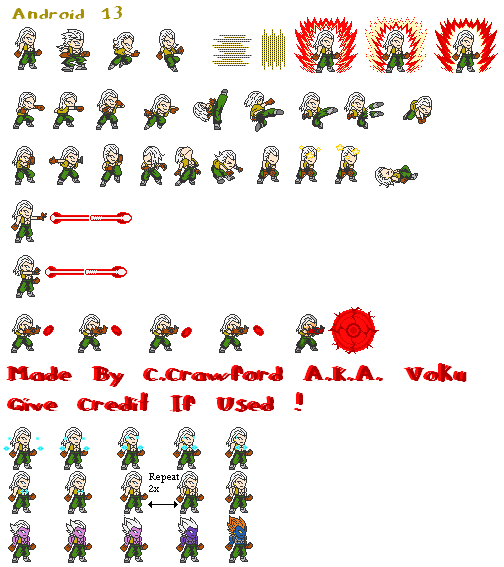 Android 13
Made By C.Crawford A.K.A. Voku
Give Credit If Used !
Repeat
2x